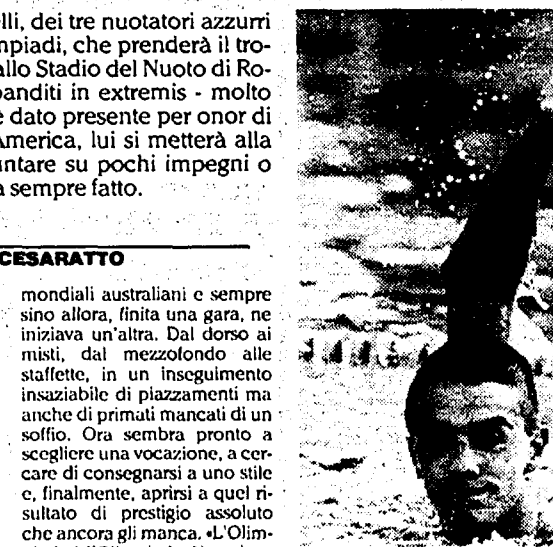 lli, dei tre nuotatori azzurri
mpiadi, che prenderà il tro-
allo Stadio del Nuoto di Ro-
banditi in extremis - molto
è dato presente per onor di
America, lui si metterà alla
untare su pochi impegni o
a sempre fatto.
CESARATTO
mondiali australiani e sempre
sino allora, finita una gara, ne
iniziava un'altra. Dal dorso ai
misti, dal mezzofondo alle
staffette, in un inseguimento
insaziabile di piazzamenti ma
anche di primati mancati di un
soffio. Ora sembra pronto a
scegliere una vocazione, a cer-
care di consegnarsi a uno stile
e, finalmente, aprirsi a quel ri-
sultato di prestigio assoluto
che ancora gli manca. «L'Olim-